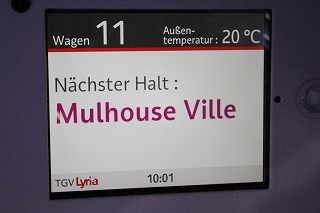 Wagen 11 Außen-
temperatur : 20 °C
Nächster Halt :
Mulhouse Ville
TGV Lyria 10:01